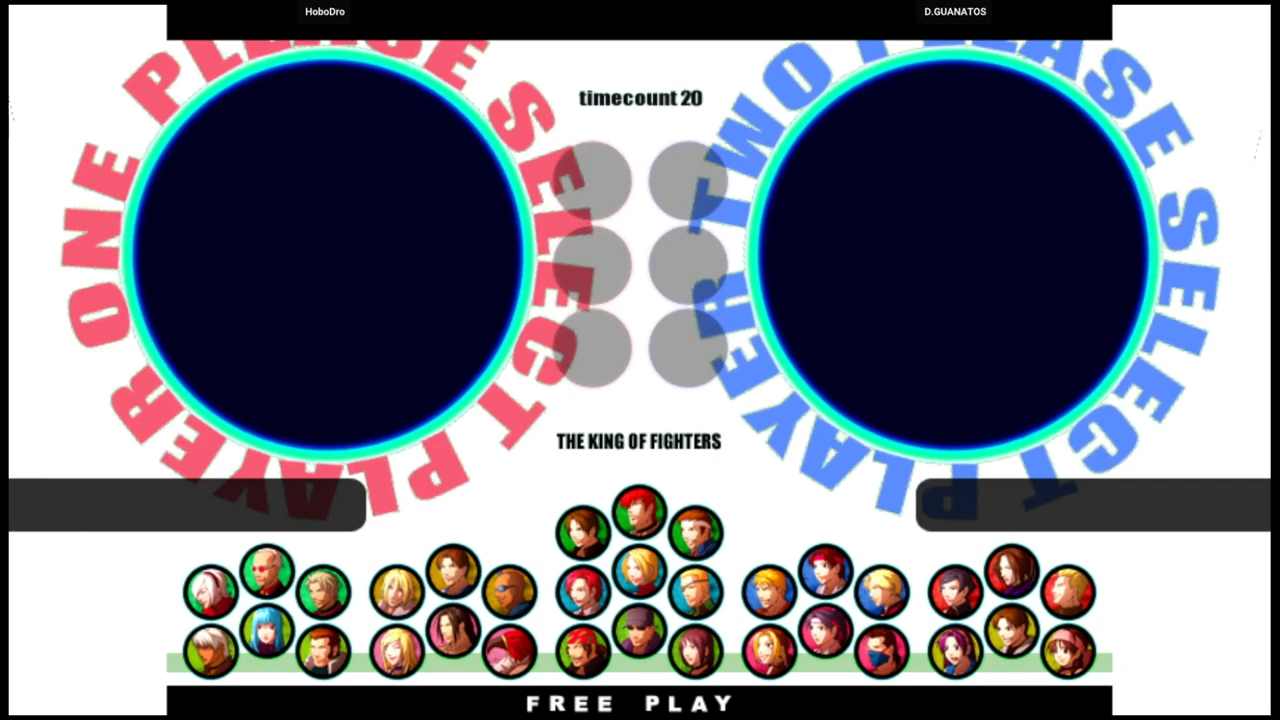 HoboDro
D.GUANATOS
PLAYER ONE PLEASE SELECT
PLAYER TWO PLEASE SELECT
timecount 20
THE KING OF FIGHTERS
FREE PLAY